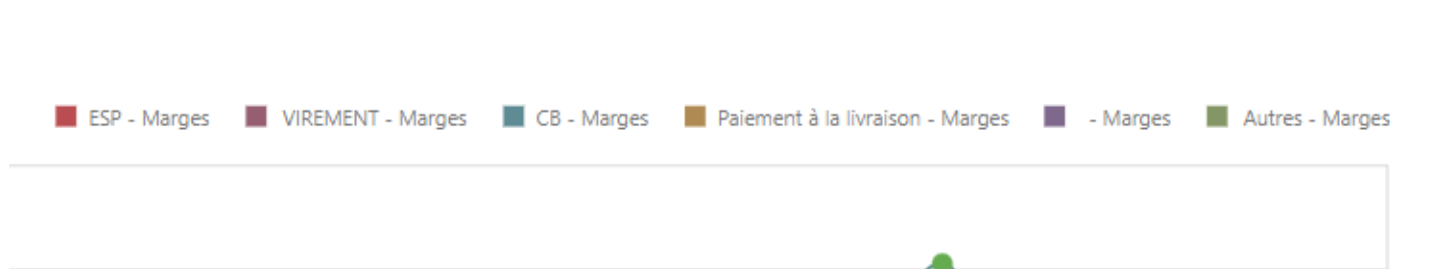 ESP - Marges VIREMENT - Marges CB - Marges Paiement à la livraison - Marges - Marges Autres - Marges